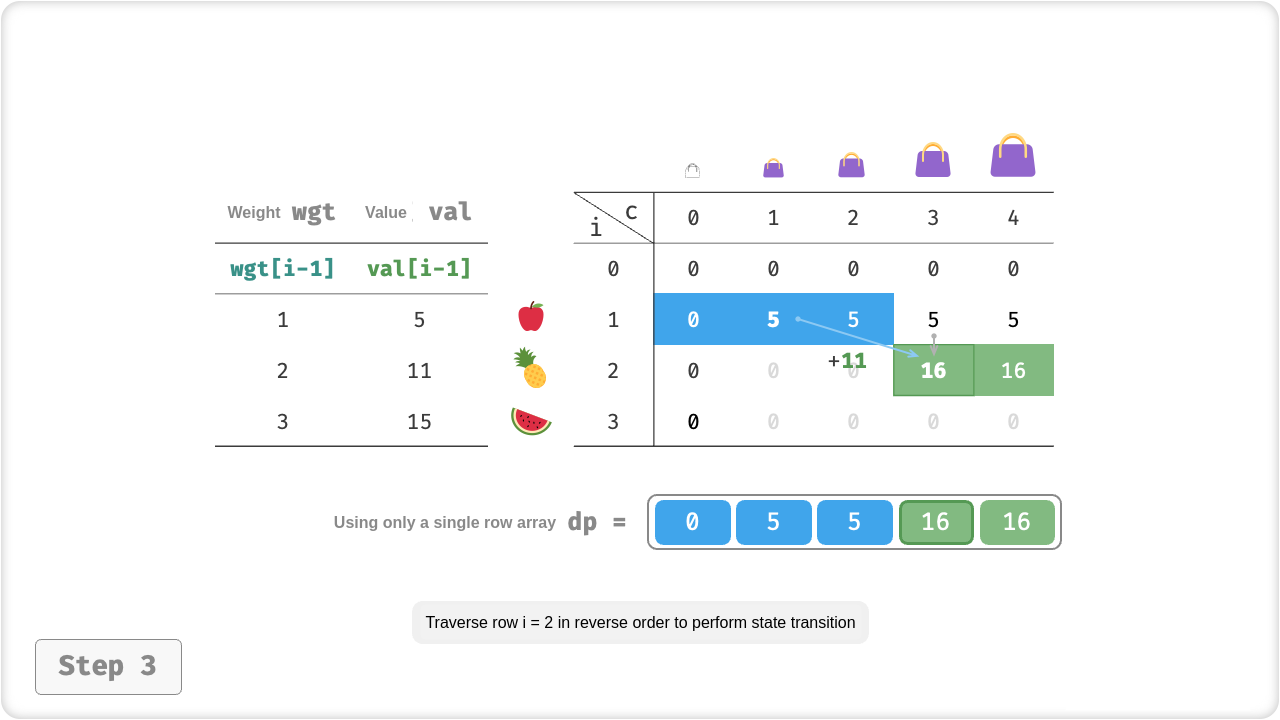 Weight wgt Value val
c
i
0 1 2 3 4
wgt[i-1] val[i-1]
0 0 0 0 0 0
1 5 1 0 5 5 5 5
+11
2 11 2 0 0 0 16 16
3 15 3 0 0 0 0 0
Using only a single row array dp = 0 5 5 16 16
Traverse row i = 2 in reverse order to perform state transition
Step 3